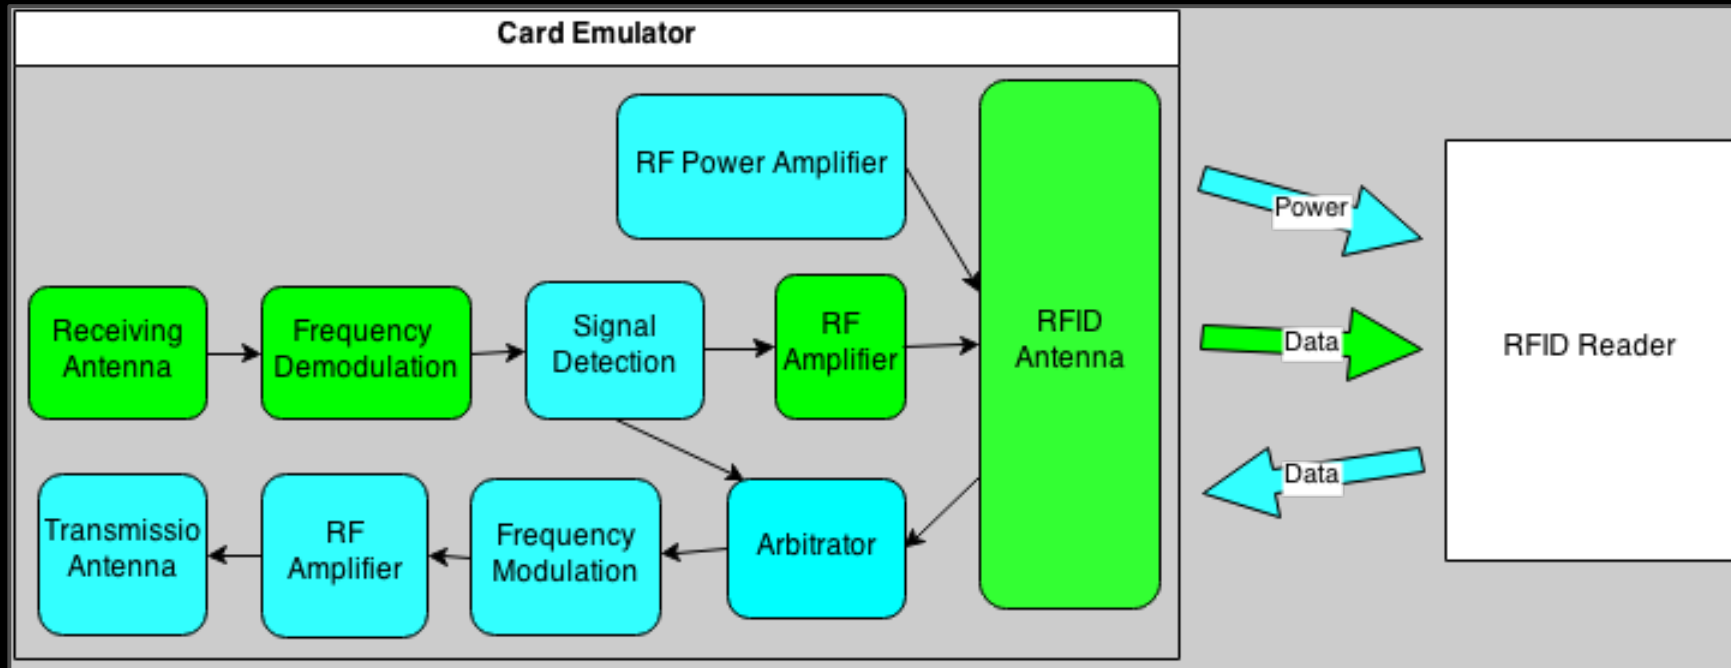 Card Emulator
RF Power Amplifier
Power
Receiving
Antenna
Frequency
Demodulation
Signal
Detection
RF
Amplifier
RFID
Antenna
Data
RFID Reader
Transmissio
Antenna
RF
Amplifier
Frequency
Modulation
Arbitrator
Data